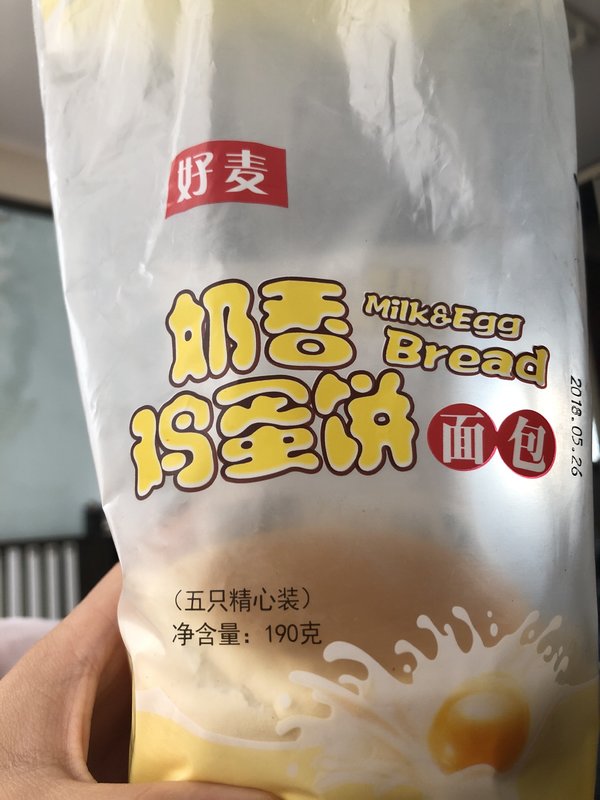 好麦
奶香
鸡蛋饼
Milk&Egg
Bread
面包
2018.05.26
（五只精心装）
净含量：190克